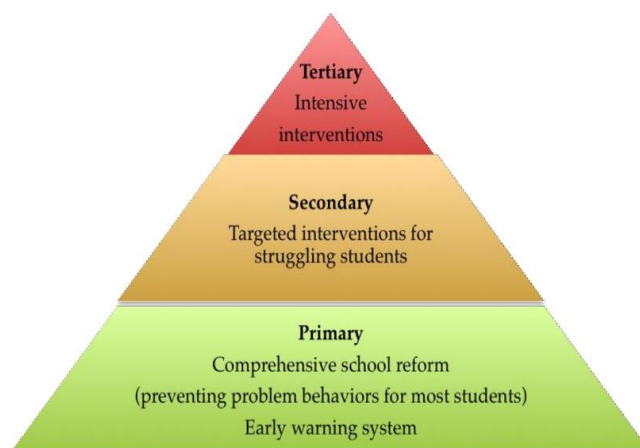 Tertiary
Intensive
interventions
Secondary
Targeted interventions for
struggling students
Primary
Comprehensive school reform
(preventing problem behaviors for most students)
Early warning system